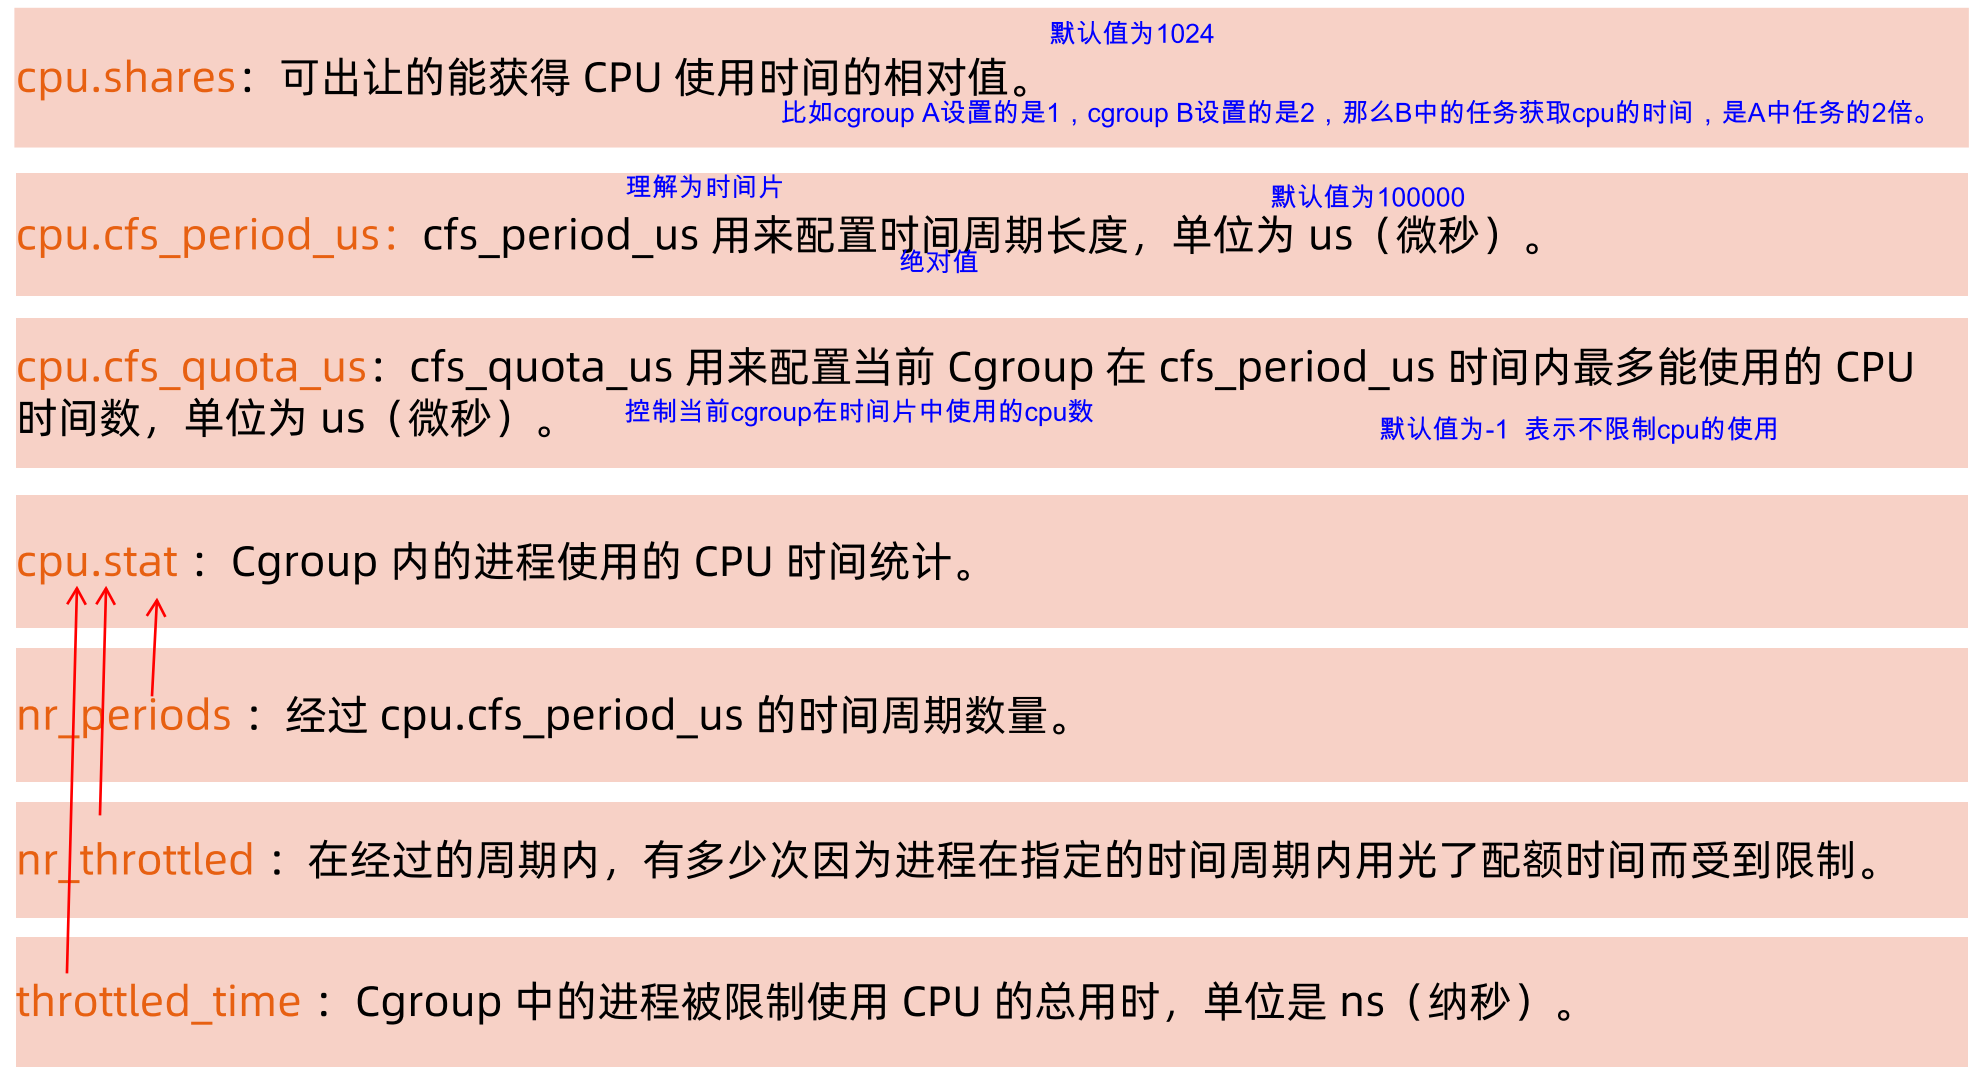 默认值为1024
cpu.shares：可出让的能获得 CPU 使用时间的相对值。
比如cgroup A设置的是1，cgroup B设置的是2，那么B中的任务获取cpu的时间，是A中任务的2倍。
理解为时间片
默认值为100000
cpu.cfs_period_us：cfs_period_us 用来配置时间周期长度，单位为 us（微秒）。
绝对值
cpu.cfs_quota_us：cfs_quota_us 用来配置当前 Cgroup 在 cfs_period_us 时间内最多能使用的 CPU
时间数，单位为 us（微秒）。
控制当前cgroup在时间片中使用的cpu数
默认值为-1 表示不限制cpu的使用
cpu.stat ：Cgroup 内的进程使用的 CPU 时间统计。
nr_periods ：经过 cpu.cfs_period_us 的时间周期数量。
nr_throttled ：在经过的周期内，有多少次因为进程在指定的时间周期内用光了配额时间而受到限制。
throttled_time ：Cgroup 中的进程被限制使用 CPU 的总用时，单位是 ns（纳秒）。